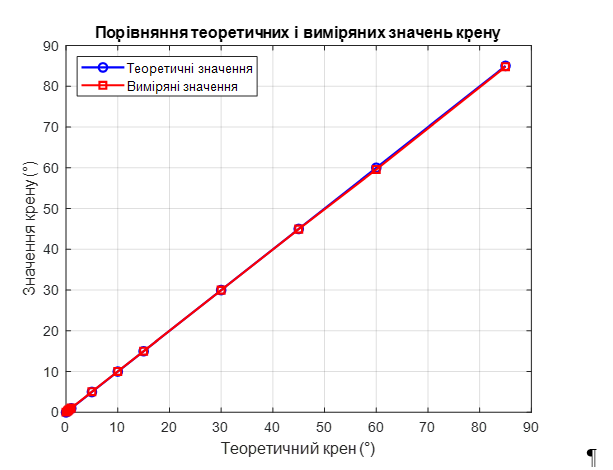 Порівняння теоретичних і виміряних значень крену
Теоретичні значення
Виміряні значення
Значення крену (°)
90
80
70
60
50
40
30
20
10
0
0 10 20 30 40 50 60 70 80 90
Теоретичний крен (°)
¶